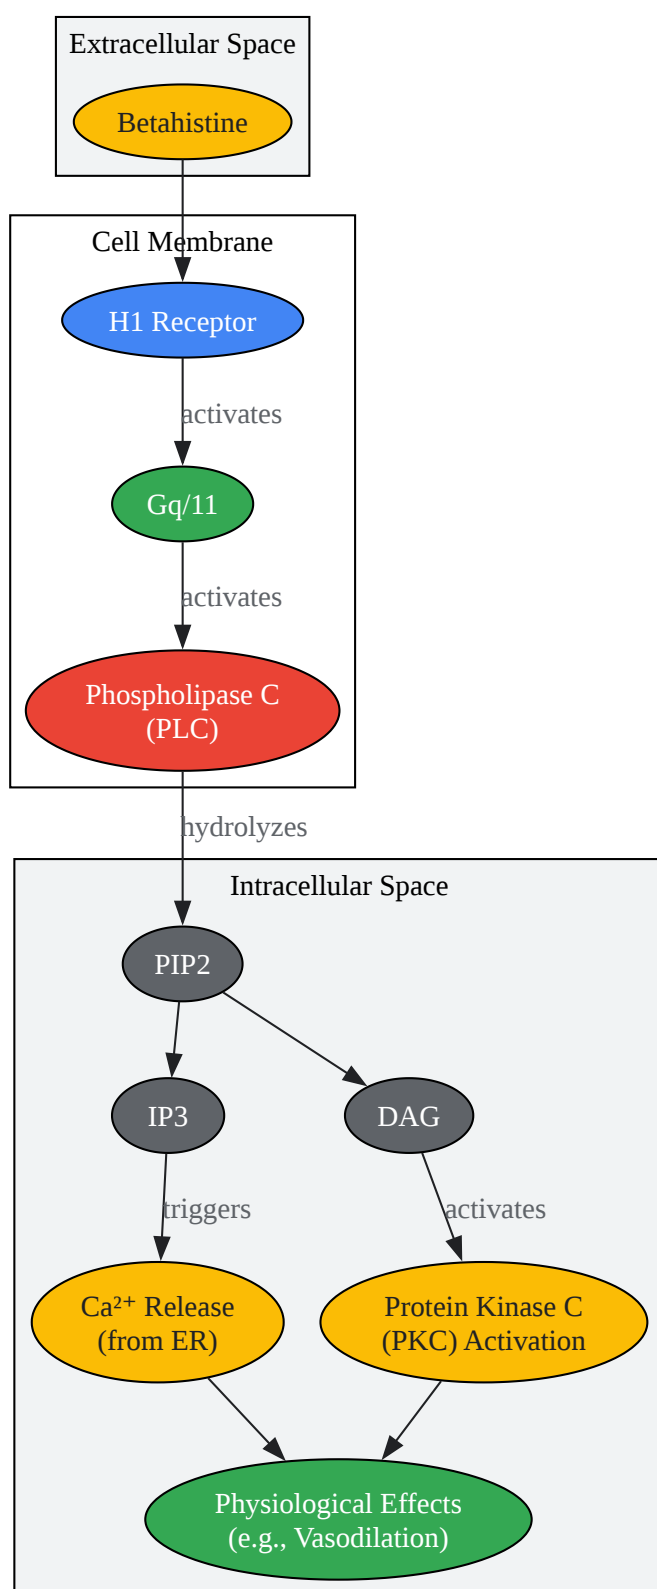 Extracellular Space
Betahistine
Cell Membrane
H1 Receptor
activates
Gq/11
activates
Phospholipase C
(PLC)
hydrolyzes
Intracellular Space
PIP2
IP3
DAG
triggers
activates
Ca²⁺ Release
(from ER)
Protein Kinase C
(PKC) Activation
Physiological Effects
(e.g., Vasodilation)